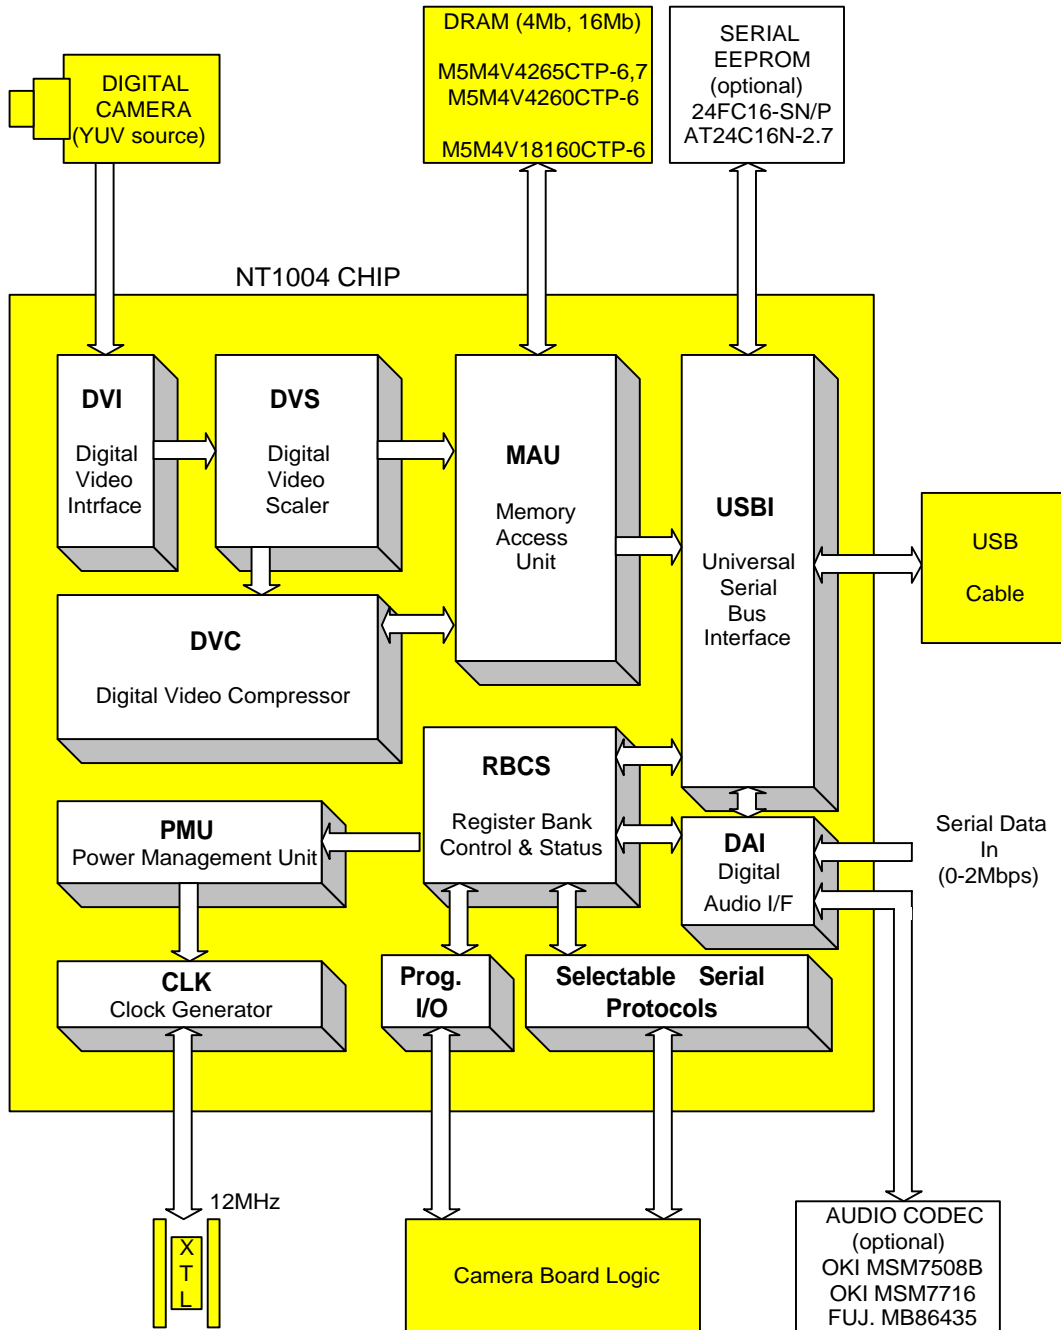 DRAM (4Mb, 16Mb)
M5M4V4265CTP-6,7
M5M4V4260CTP-6
M5M4V18160CTP-6
SERIAL
EEPROM
(optional)
24FC16-SN/P
AT24C16N-2.7
DIGITAL
CAMERA
(YUV source)
NT1004 CHIP
DVI
Digital
Video
Intrface
DVS
Digital
Video
Scaler
MAU
Memory
Access
Unit
USBI
Universal
Serial
Bus
Interface
USB
Cable
DVC
Digital Video Compressor
RBCS
Register Bank
Control & Status
PMU
Power Management Unit
DAI
Digital
Audio I/F
Serial Data
In
(0-2Mbps)
CLK
Clock Generator
Prog.
I/O
Selectable Serial
Protocols
12MHz
X
T
L
Camera Board Logic
AUDIO CODEC
(optional)
OKI MSM7508B
OKI MSM7716
FUJ. MB86435